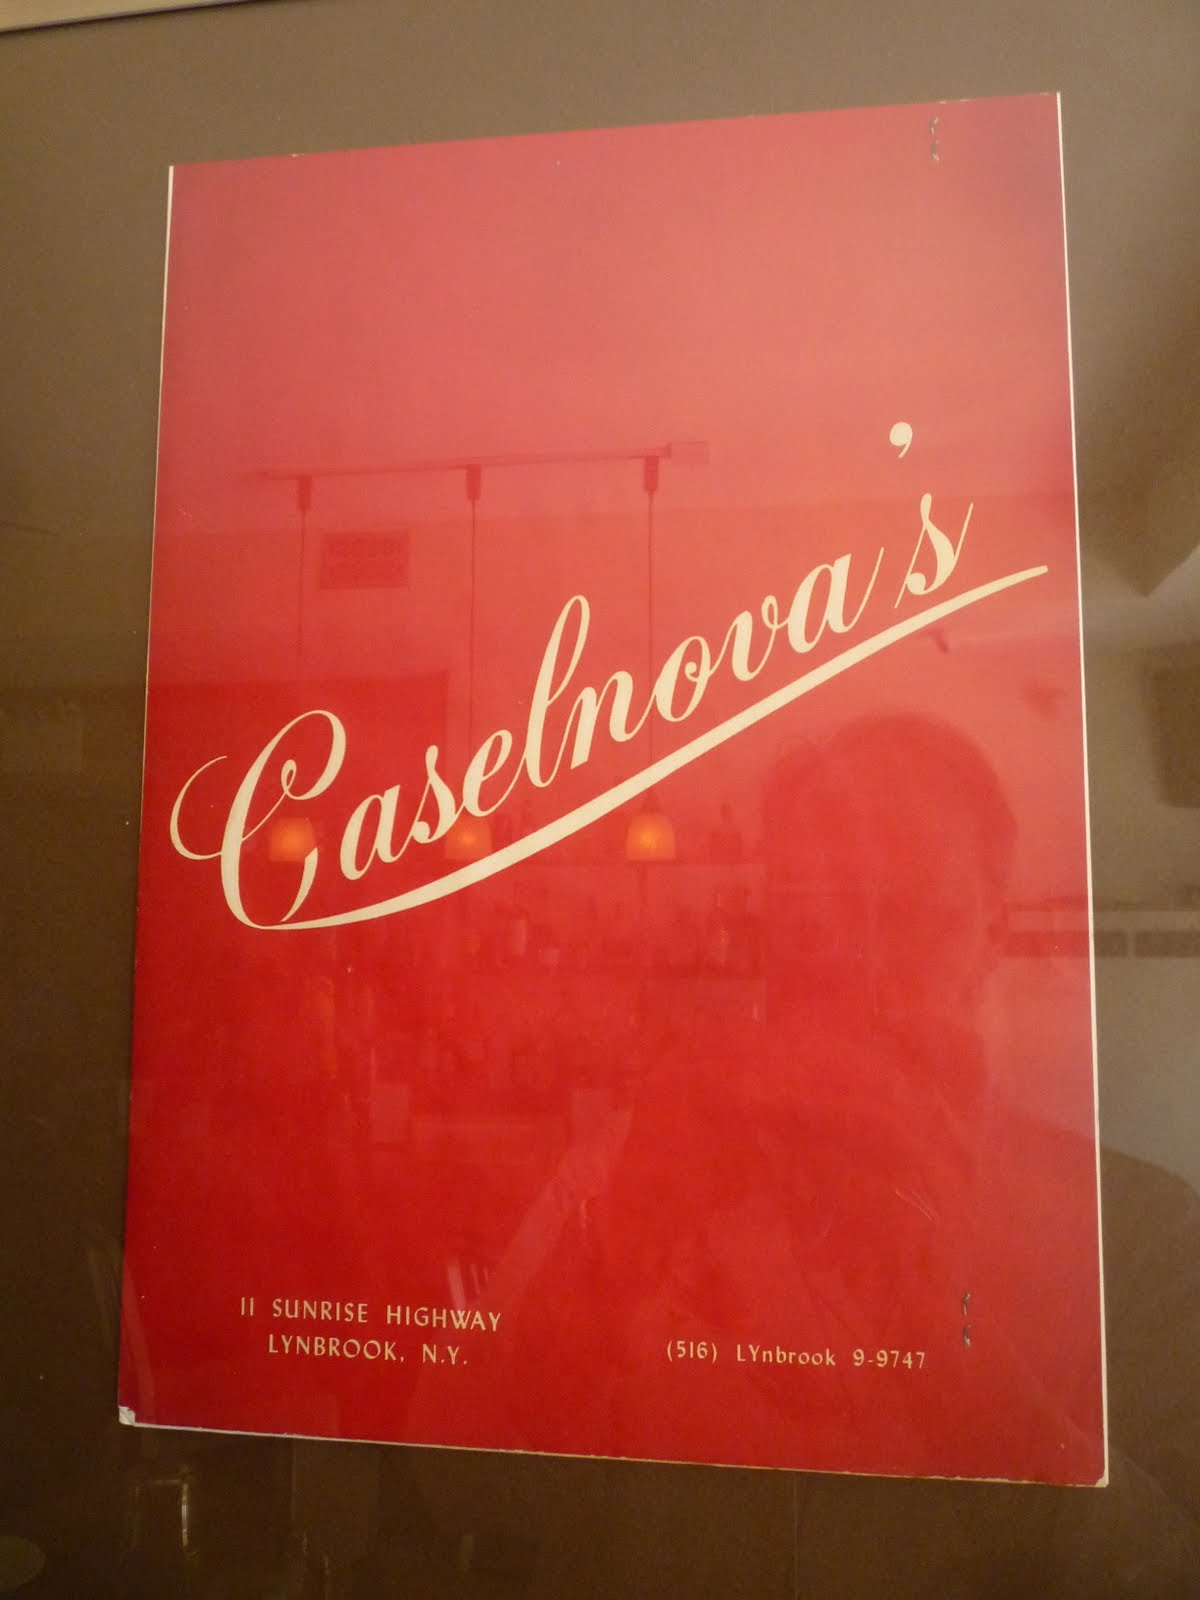 Caselnova's
11 SUNRISE HIGHWAY
LYNBROOK, N.Y.
(516) LYnbrook 9-9747